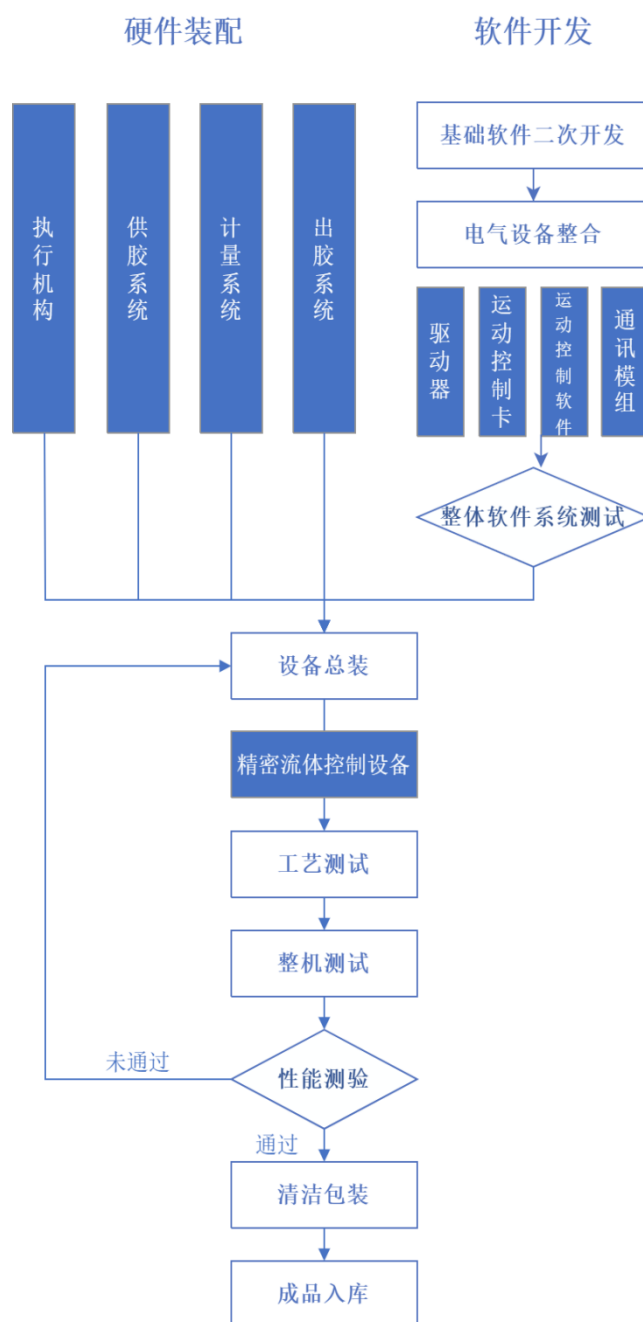 硬件装配
软件开发
执行机构
供胶系统
计量系统
出胶系统
基础软件二次开发
电气设备整合
驱动器
运动控制卡
运动控制软件
通讯模组
整体软件系统测试
设备总装
精密流体控制设备
工艺测试
整机测试
未通过
性能测验
通过
清洁包装
成品入库